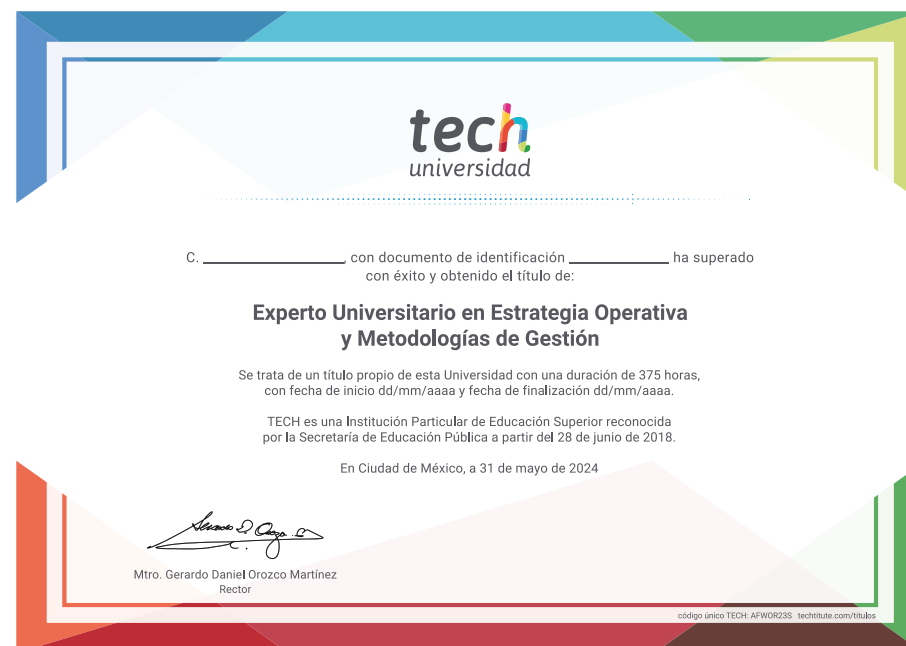 tech
universidad
C. ____________________, con documento de identificación ______________ ha superado
con éxito y obtenido el título de:
Experto Universitario en Estrategia Operativa
y Metodologías de Gestión
Se trata de un título propio de esta Universidad con una duración de 375 horas,
con fecha de inicio dd/mm/aaaa y fecha de finalización dd/mm/aaaa.
TECH es una Institución Particular de Educación Superior reconocida
por la Secretaría de Educación Pública a partir del 28 de junio de 2018.
En Ciudad de México, a 31 de mayo de 2024
Mtro. Gerardo Daniel Orozco Martínez
Rector
código único TECH: AFWOR23S techtitute.com/titulos